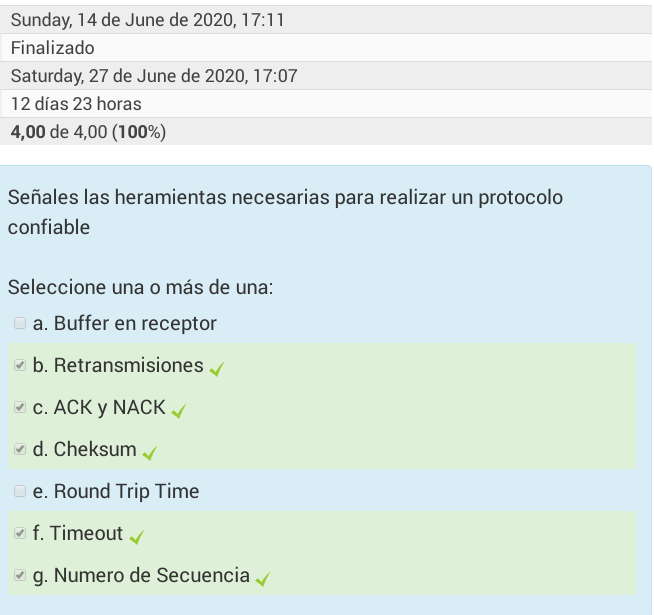 Sunday, 14 de June de 2020, 17:11
Finalizado
Saturday, 27 de June de 2020, 17:07
12 días 23 horas
4,00 de 4,00 (100%)
Señales las heramientas necesarias para realizar un protocolo
confiable
Seleccione una o más de una:
a. Buffer en receptor
b. Retransmisiones
c. ACK y NACK
d. Cheksum
e. Round Trip Time
f. Timeout
g. Numero de Secuencia